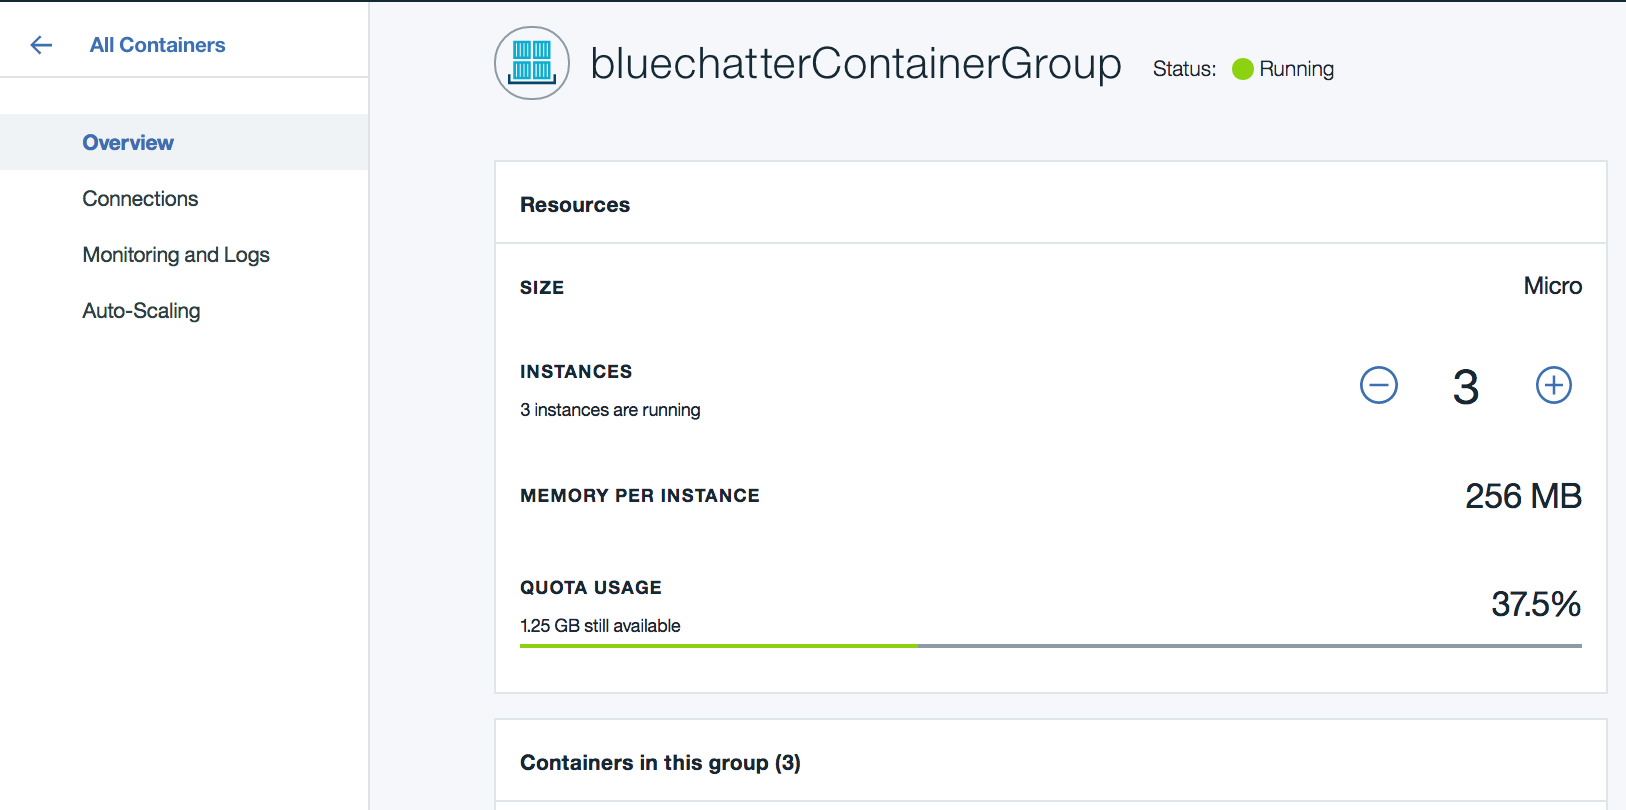 All Containers
Overview
Connections
Monitoring and Logs
Auto-Scaling
bluechatterContainerGroup
Status: Running
Resources
SIZE
Micro
INSTANCES
3 instances are running
3
MEMORY PER INSTANCE
256 MB
QUOTA USAGE
1.25 GB still available
37.5%
Containers in this group (3)